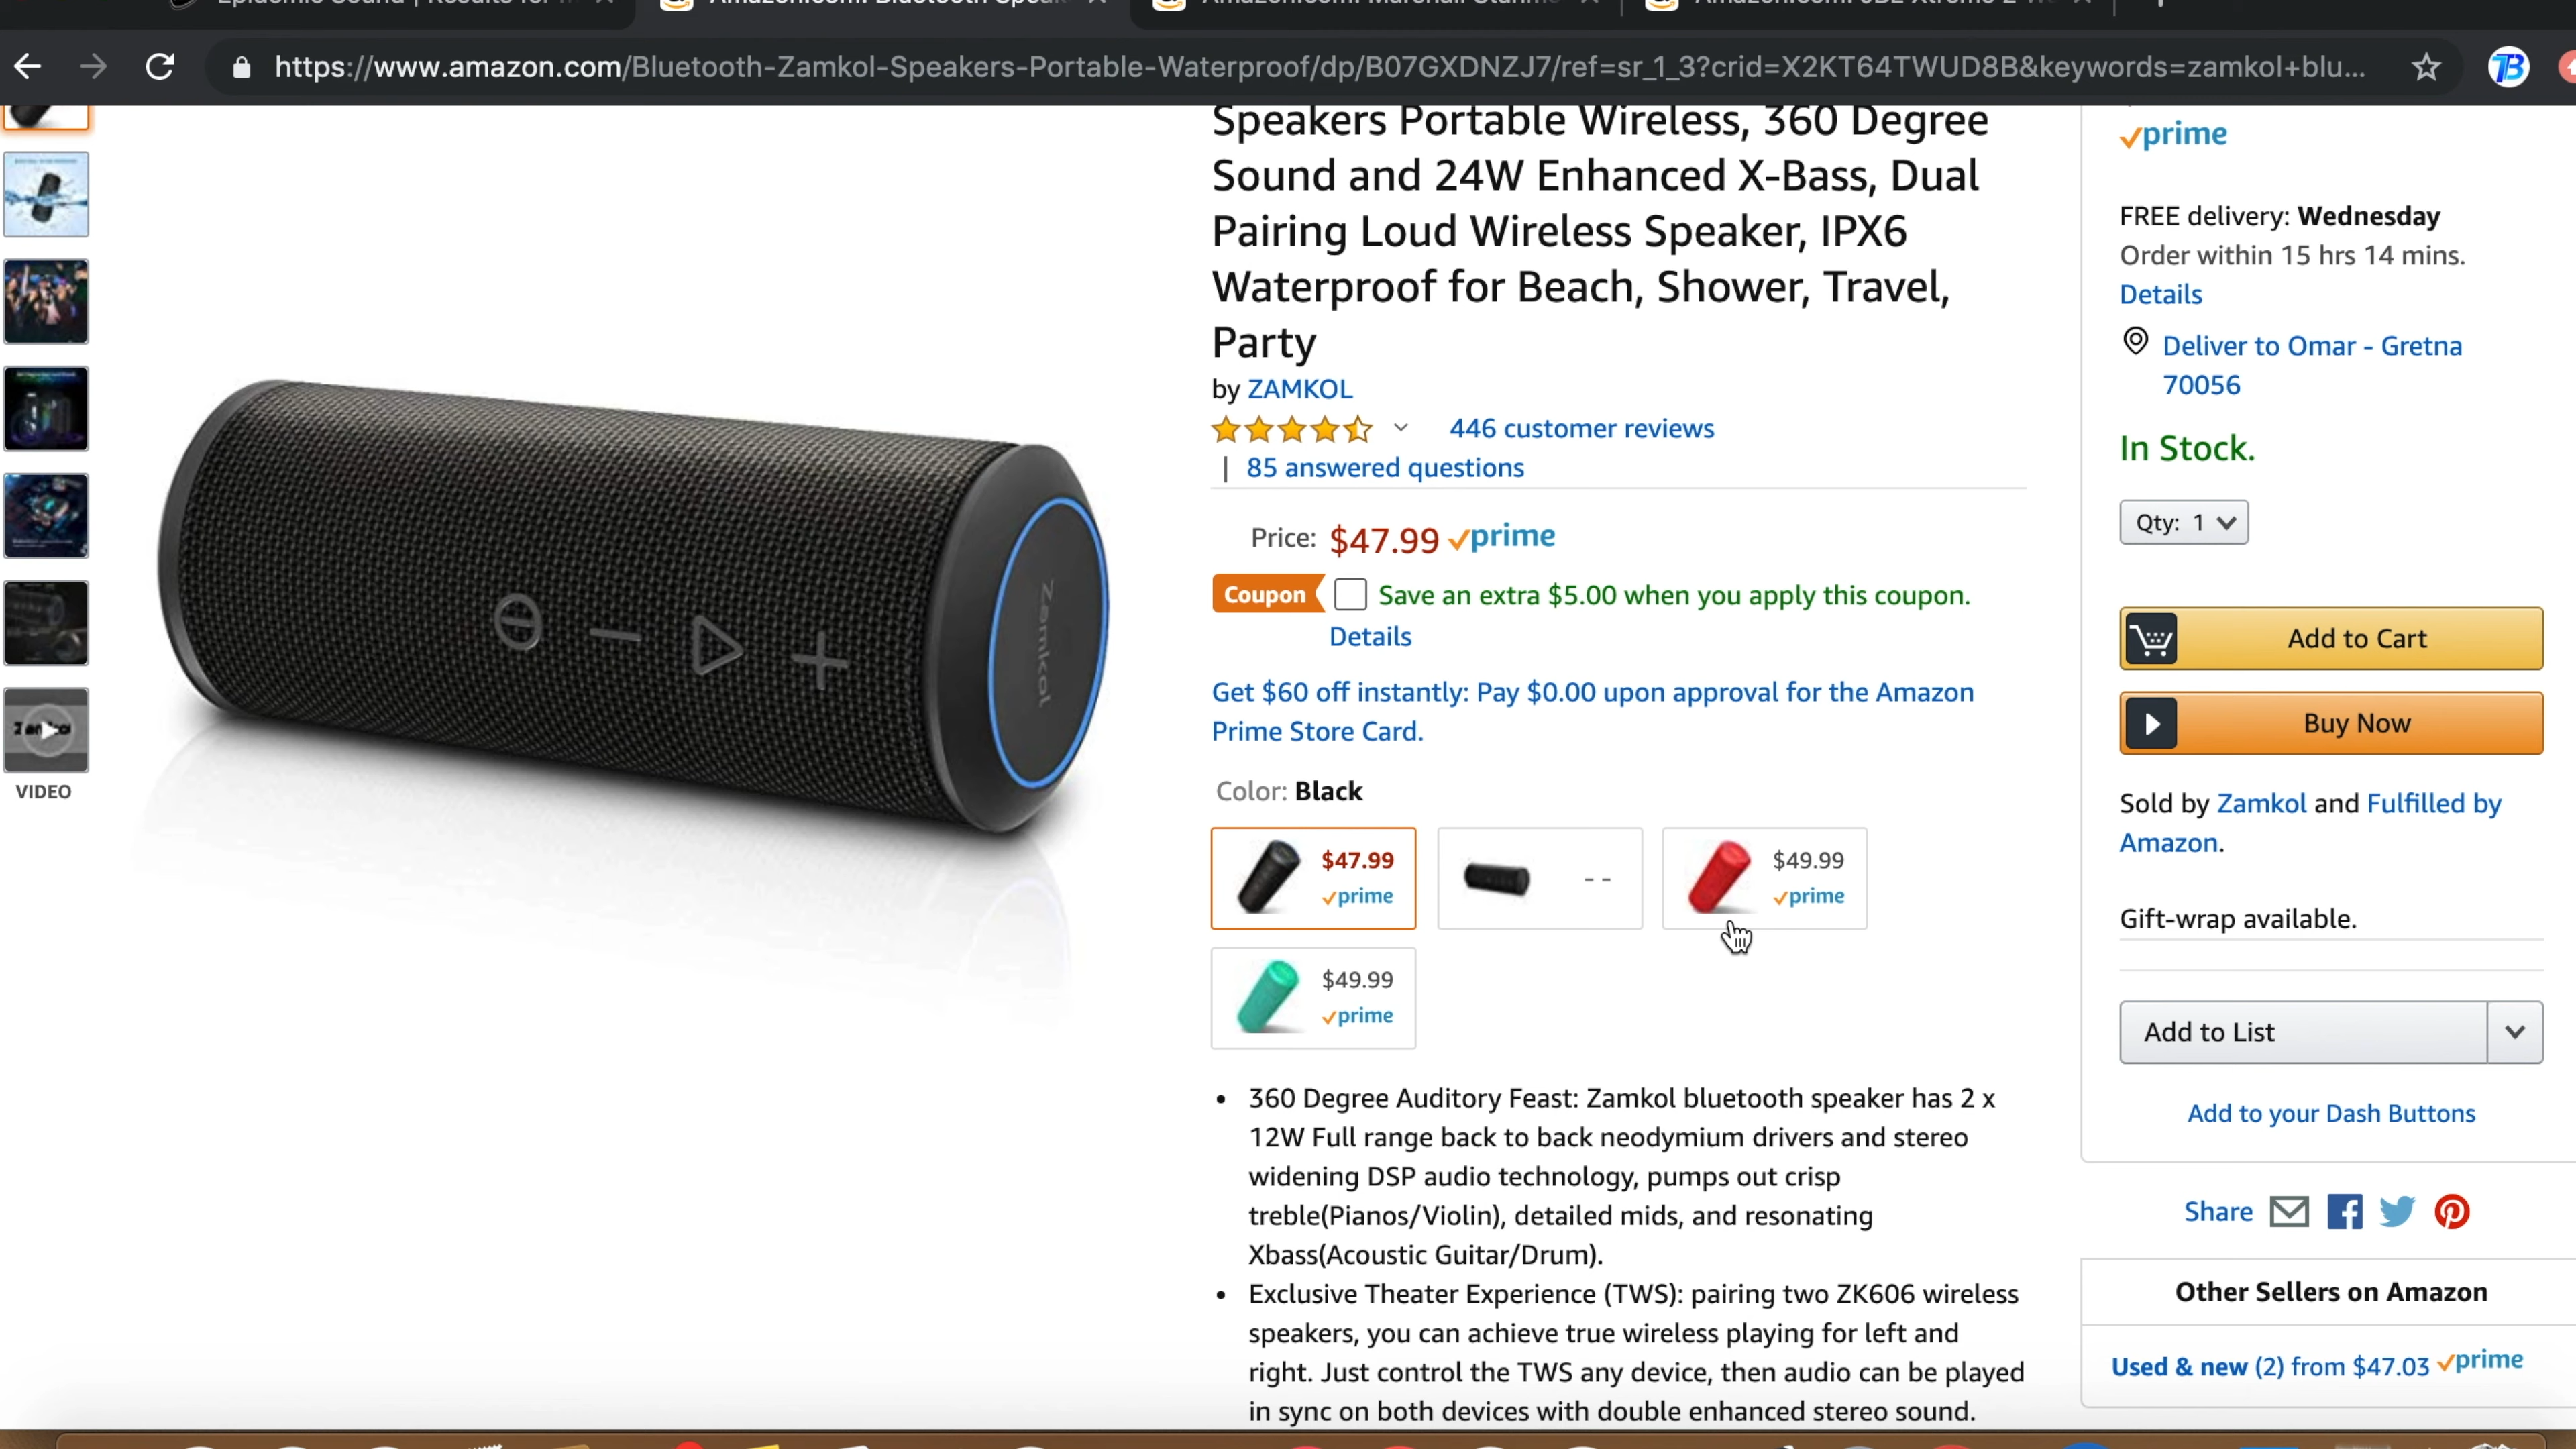 https://www.amazon.com/Bluetooth-Zamkol-Speakers-Portable-Waterproof/dp/B07GXDNZJ7/ref=sr_1_3?crid=X2KT64TWUD8B&keywords=zamkol+blu...
Speakers Portable Wireless, 360 Degree
Sound and 24W Enhanced X-Bass, Dual
Pairing Loud Wireless Speaker, IPX6
Waterproof for Beach, Shower, Travel,
Party
by ZAMKOL
446 customer reviews
| 85 answered questions
Price: $47.99 prime
Coupon Save an extra $5.00 when you apply this coupon.
Details
Get $60 off instantly: Pay $0.00 upon approval for the Amazon
Prime Store Card.
Color: Black
$47.99
prime
- -
$49.99
prime
$49.99
prime
• 360 Degree Auditory Feast: Zamkol bluetooth speaker has 2 x
12W Full range back to back neodymium drivers and stereo
widening DSP audio technology, pumps out crisp
treble(Pianos/Violin), detailed mids, and resonating
Xbass(Acoustic Guitar/Drum).
• Exclusive Theater Experience (TWS): pairing two ZK606 wireless
speakers, you can achieve true wireless playing for left and
right. Just control the TWS any device, then audio can be played
in sync on both devices with double enhanced stereo sound.
VIDEO
Zamkol
prime
FREE delivery: Wednesday
Order within 15 hrs 14 mins.
Details
Deliver to Omar - Gretna
70056
In Stock.
Qty: 1
Add to Cart
Buy Now
Sold by Zamkol and Fulfilled by
Amazon.
Gift-wrap available.
Add to List
Add to your Dash Buttons
Share
Other Sellers on Amazon
Used & new (2) from $47.03 prime